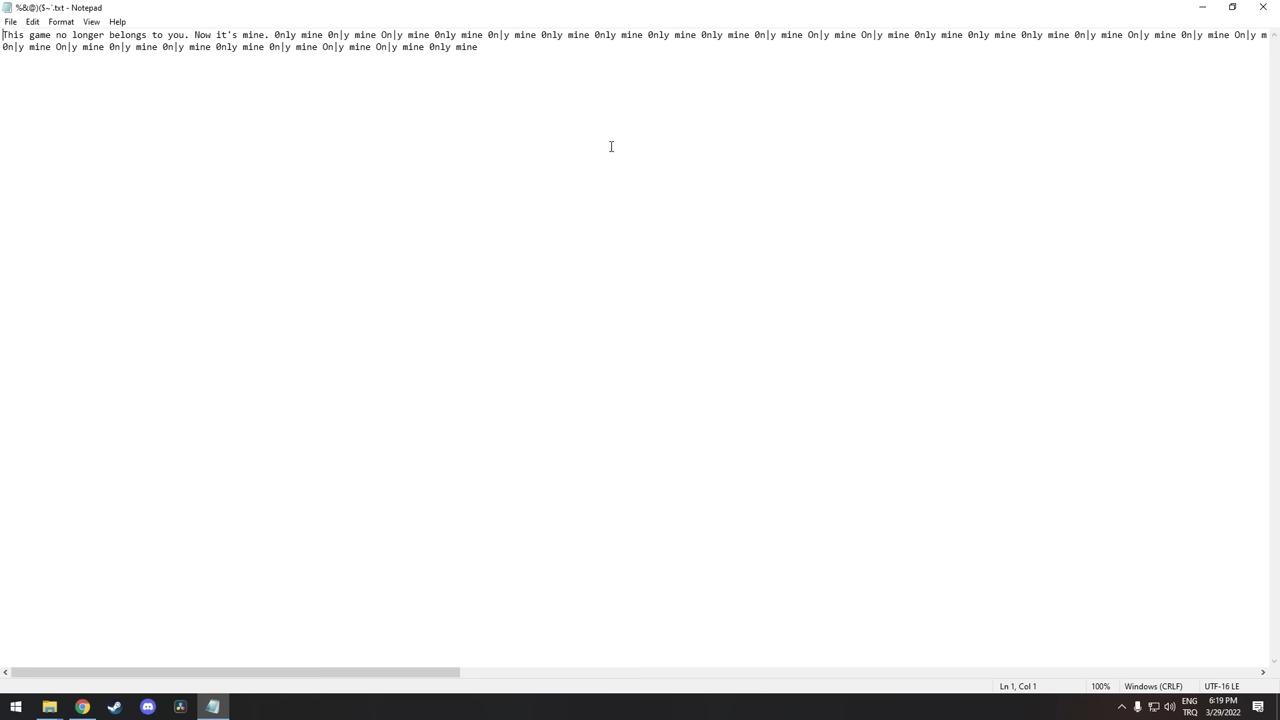 %&@)($~`.txt - Notepad
File Edit Format View Help
This game no longer belongs to you. Now it's mine. 0nly mine 0n|y mine On|y mine 0nly mine 0n|y mine 0nly mine 0nly mine 0nly mine 0nly mine 0n|y mine On|y mine On|y mine 0nly mine 0nly mine 0nly mine 0n|y mine On|y mine 0n|y mine On|y m
0n|y mine On|y mine 0n|y mine 0n|y mine 0nly mine 0n|y mine On|y mine On|y mine 0nly mine
Ln 1, Col 1 100% Windows (CRLF) UTF-16 LE
ENG 6:19 PM
TRQ 3/29/2022